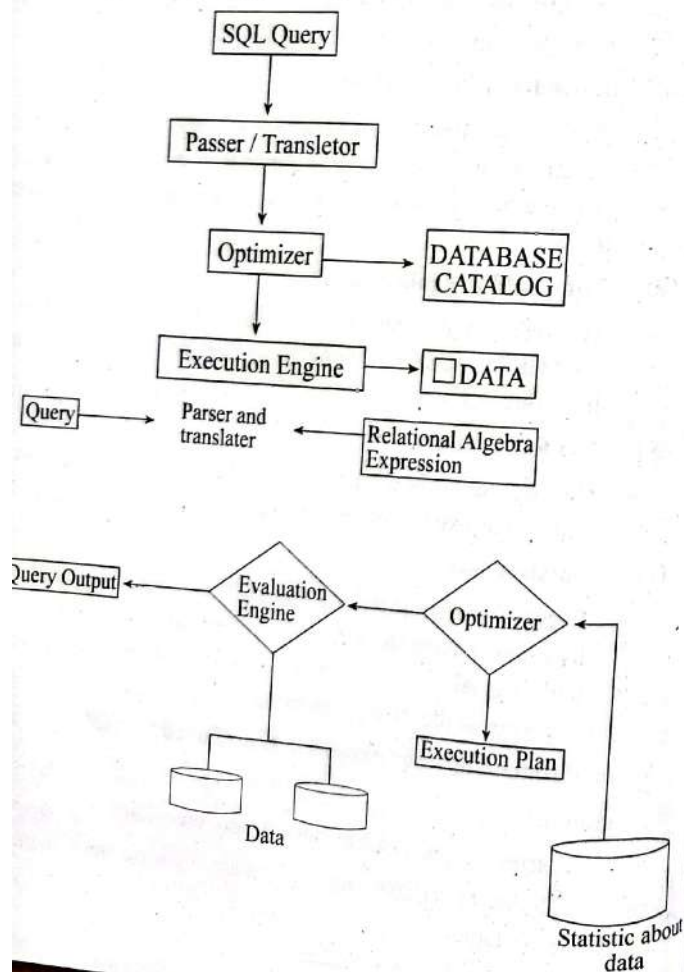 SQL Query
Passer / Transletor
Optimizer
DATABASE
CATALOG
Execution Engine
DATA
Query
Parser and
translater
Relational Algebra
Expression
Query Output
Evaluation
Engine
Optimizer
Execution Plan
Data
Statistic about
data